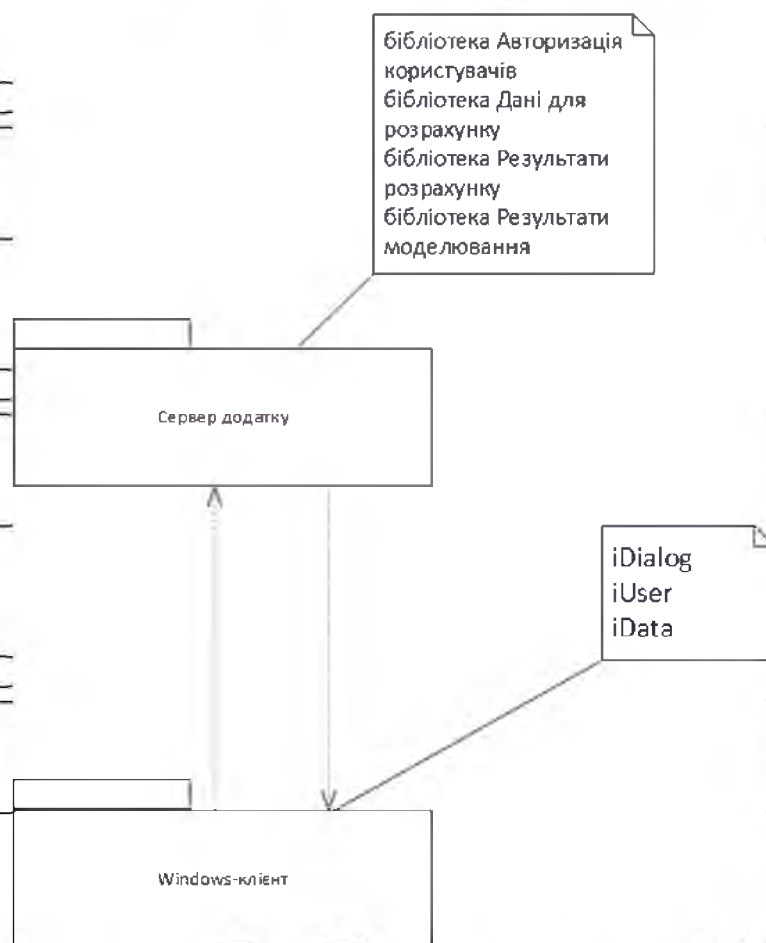 бібліотека Авторизація
користувачів
бібліотека Дані для
розрахунку
бібліотека Результати
розрахунку
бібліотека Результати
моделювання
Сервер додатку
iDialog
iUser
iData
Windows-клієнт